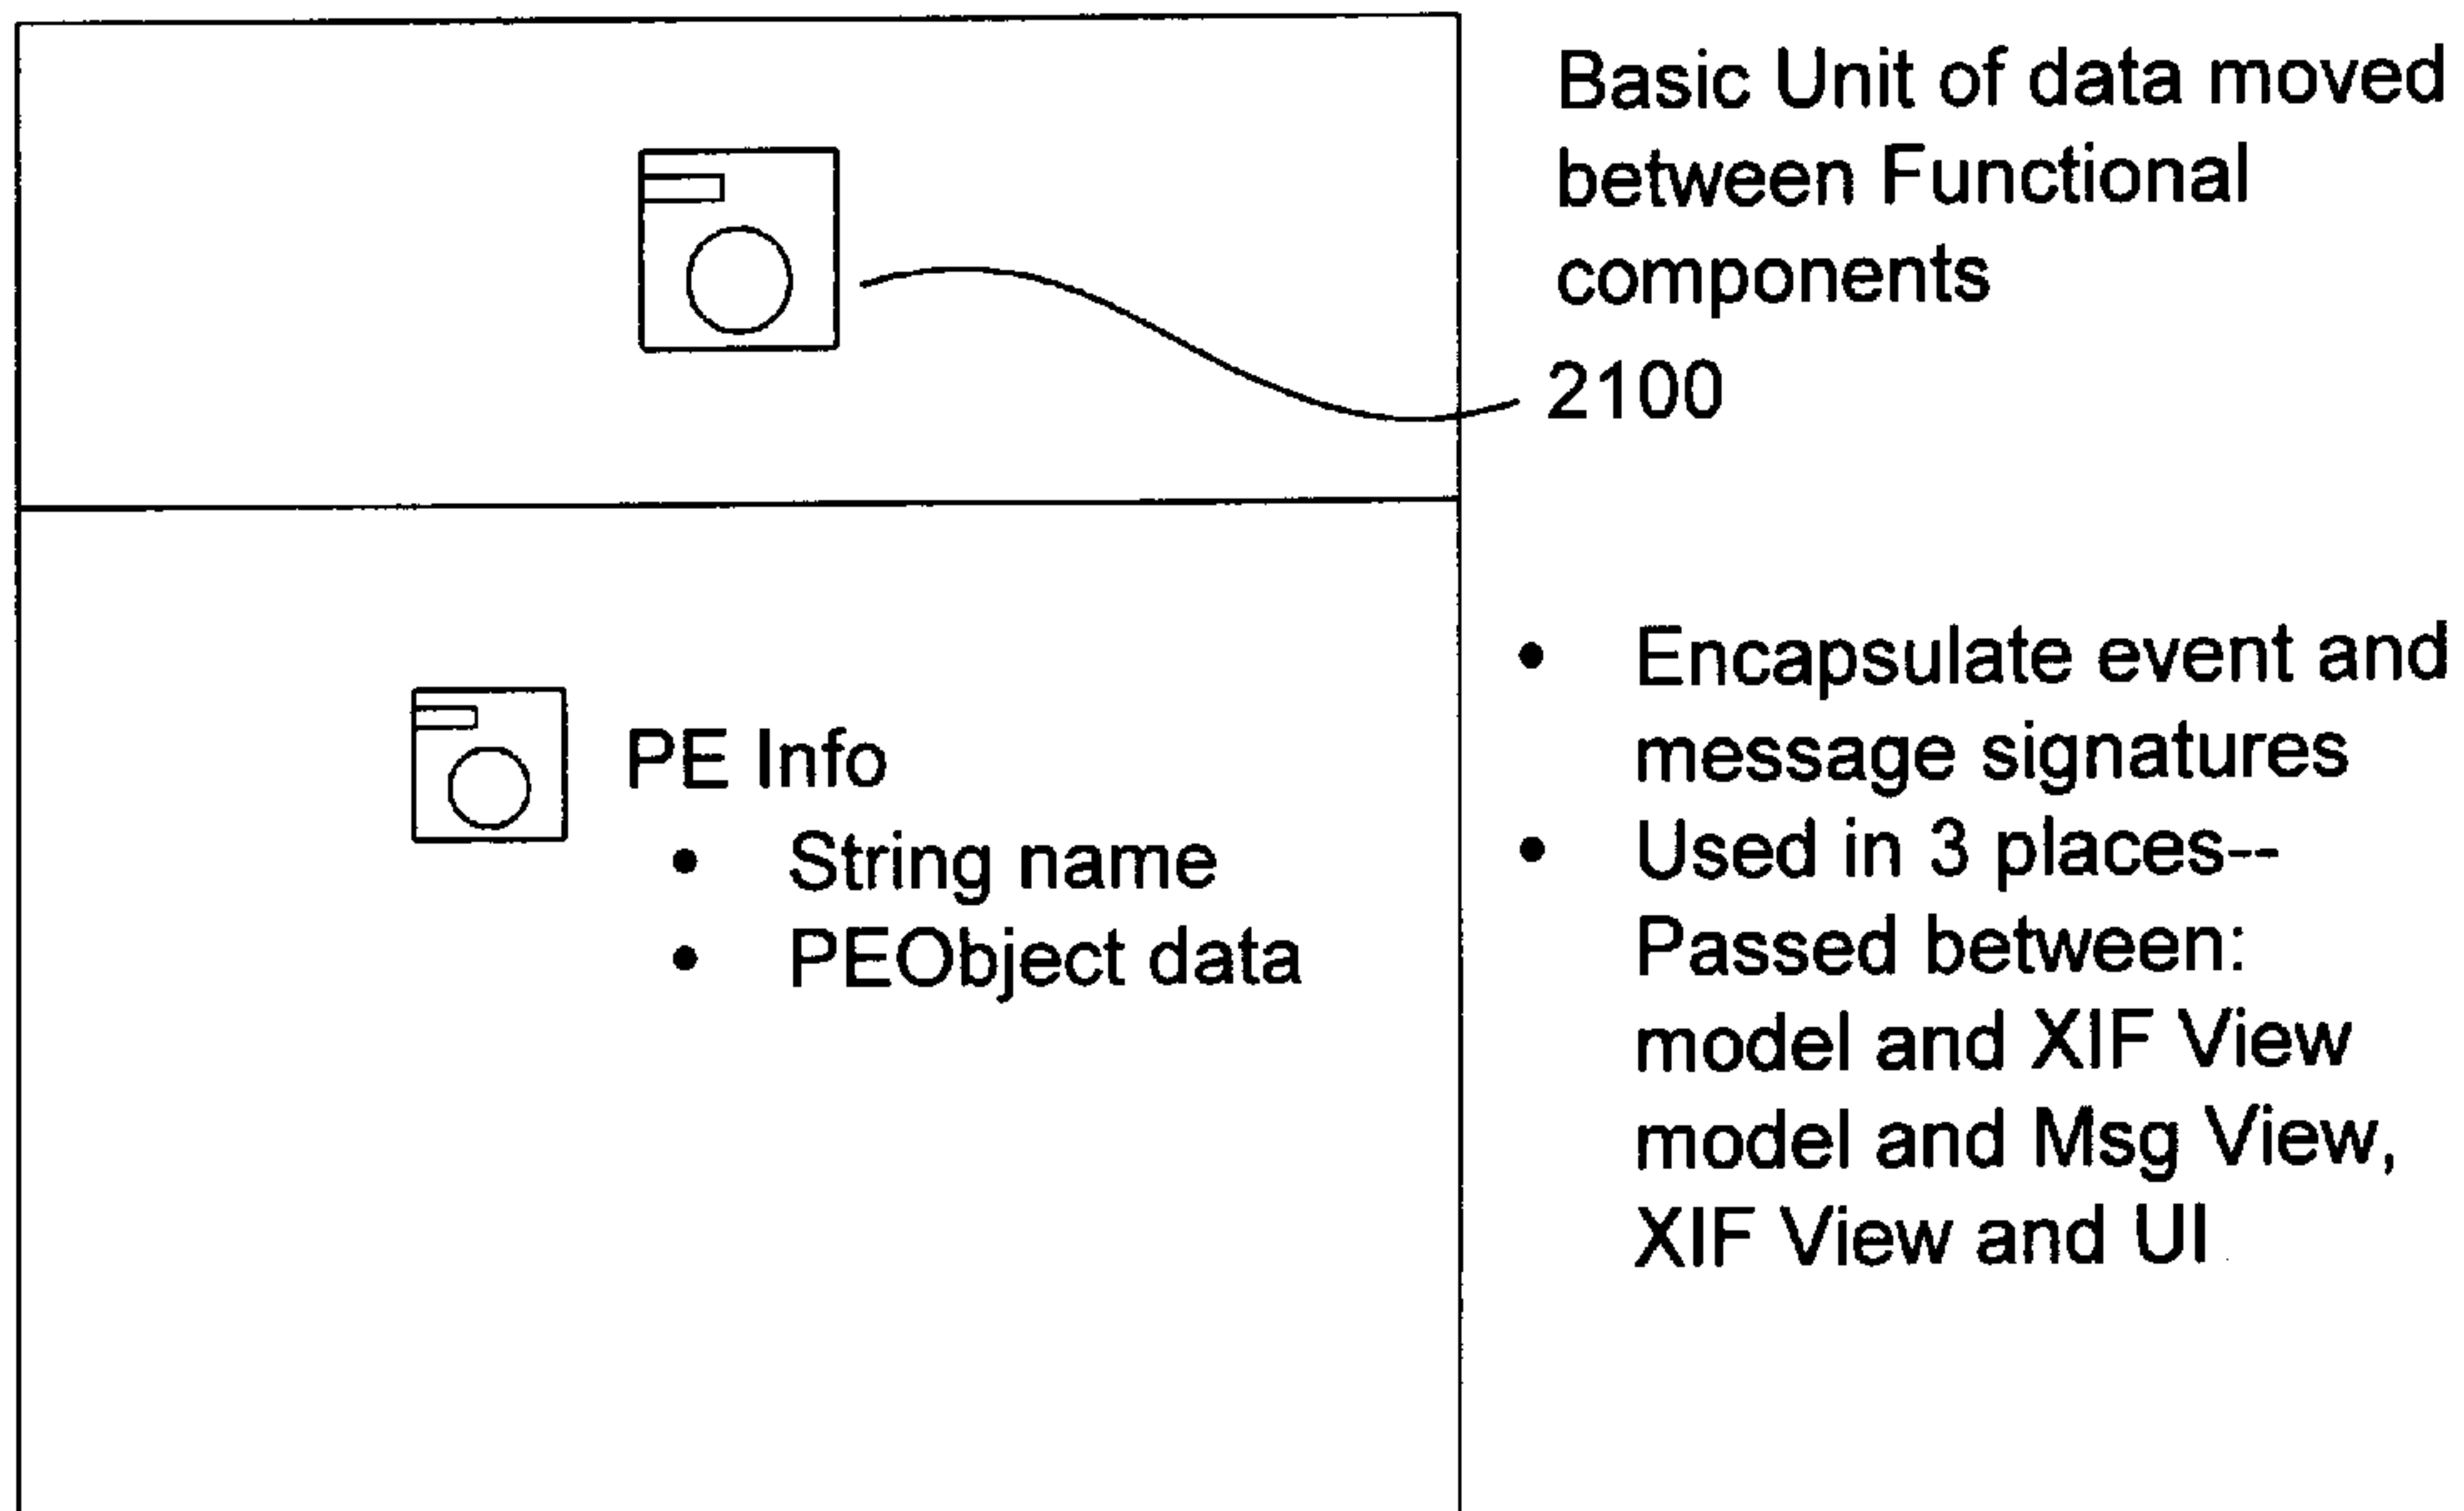 Basic Unit of data moved
between Functional
components
2100
PE Info
• String name
• PEObject data
• Encapsulate event and
message signatures
• Used in 3 places--
Passed between:
model and XIF View
model and Msg View,
XIF View and UI